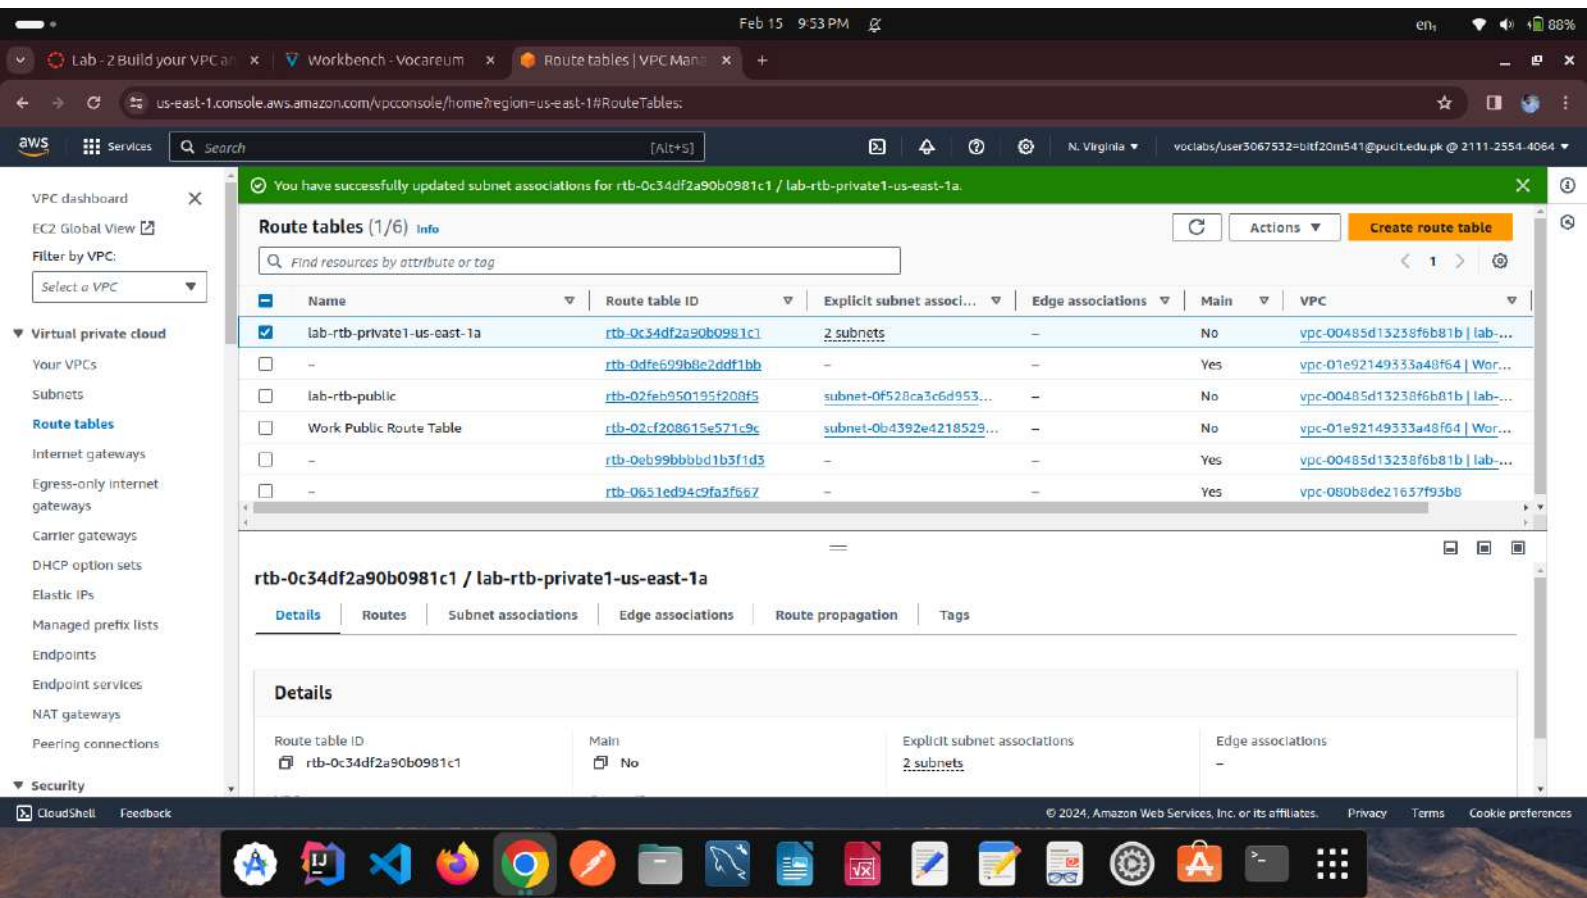 Feb 15 9:53 PM
en₁ 88%
Lab - 2 Build your VPC an
Workbench - Vocareum
Route tables | VPC Mana
us-east-1.console.aws.amazon.com/vpcconsole/home?region=us-east-1#RouteTables:
aws Services Search [Alt+S] N. Virginia voclabs/user3067532=bitf20m541@pucit.edu.pk @ 2111-2554-4064
VPC dashboard
EC2 Global View
Filter by VPC:
Select a VPC
Virtual private cloud
Your VPCs
Subnets
Route tables
Internet gateways
Egress-only internet
gateways
Carrier gateways
DHCP option sets
Elastic IPs
Managed prefix lists
Endpoints
Endpoint services
NAT gateways
Peering connections
Security
You have successfully updated subnet associations for rtb-0c34df2a90b0981c1 / lab-rtb-private1-us-east-1a.
Route tables (1/6) Info
Actions
Create route table
Find resources by attribute or tag
1
Name Route table ID Explicit subnet associ... Edge associations Main VPC
lab-rtb-private1-us-east-1a rtb-0c34df2a90b0981c1 2 subnets – No vpc-00485d13238f6b81b | lab-...
– rtb-0dfe699b8e2ddf1bb – – Yes vpc-01e92149333a48f64 | Wor...
lab-rtb-public rtb-02feb950195f208f5 subnet-0f528ca3c6d953... – No vpc-00485d13238f6b81b | lab-...
Work Public Route Table rtb-02cf208615e571c9c subnet-0b4392e4218529... – No vpc-01e92149333a48f64 | Wor...
– rtb-0eb99bbbbd1b3f1d3 – – Yes vpc-00485d13238f6b81b | lab-...
– rtb-0651ed94c9fa3f667 – – Yes vpc-080b8de21637f93b8
rtb-0c34df2a90b0981c1 / lab-rtb-private1-us-east-1a
Details Routes Subnet associations Edge associations Route propagation Tags
Details
Route table ID
rtb-0c34df2a90b0981c1
Main
No
Explicit subnet associations
2 subnets
Edge associations
–
CloudShell Feedback © 2024, Amazon Web Services, Inc. or its affiliates. Privacy Terms Cookie preferences